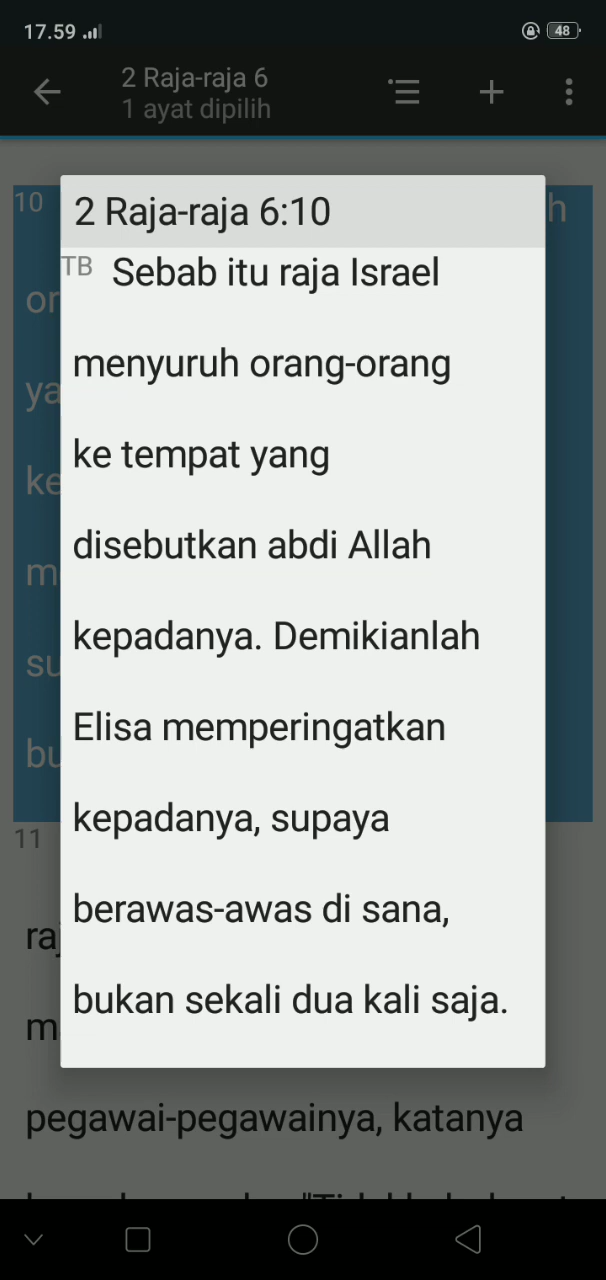 17.59
48
2 Raja-raja 6
1 ayat dipilih
10
h
2 Raja-raja 6:10
TB Sebab itu raja Israel
menyuruh orang-orang
ke tempat yang
disebutkan abdi Allah
kepadanya. Demikianlah
Elisa memperingatkan
kepadanya, supaya
berawas-awas di sana,
bukan sekali dua kali saja.
11
pegawai-pegawainya, katanya